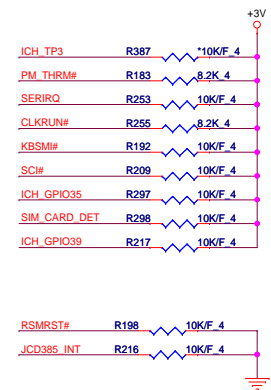 +3V
ICH_TP3 R387 *10K/F_4
PM_THRM# R183 8.2K_4
SERIRQ R253 10K/F_4
CLKRUN# R255 8.2K_4
KBSMI# R192 10K/F_4
SCI# R209 10K/F_4
ICH_GPIO35 R297 10K/F_4
SIM_CARD_DET R298 10K/F_4
ICH_GPIO39 R217 10K/F_4
RSMRST# R198 10K/F_4
JCD385_INT R216 10K/F_4